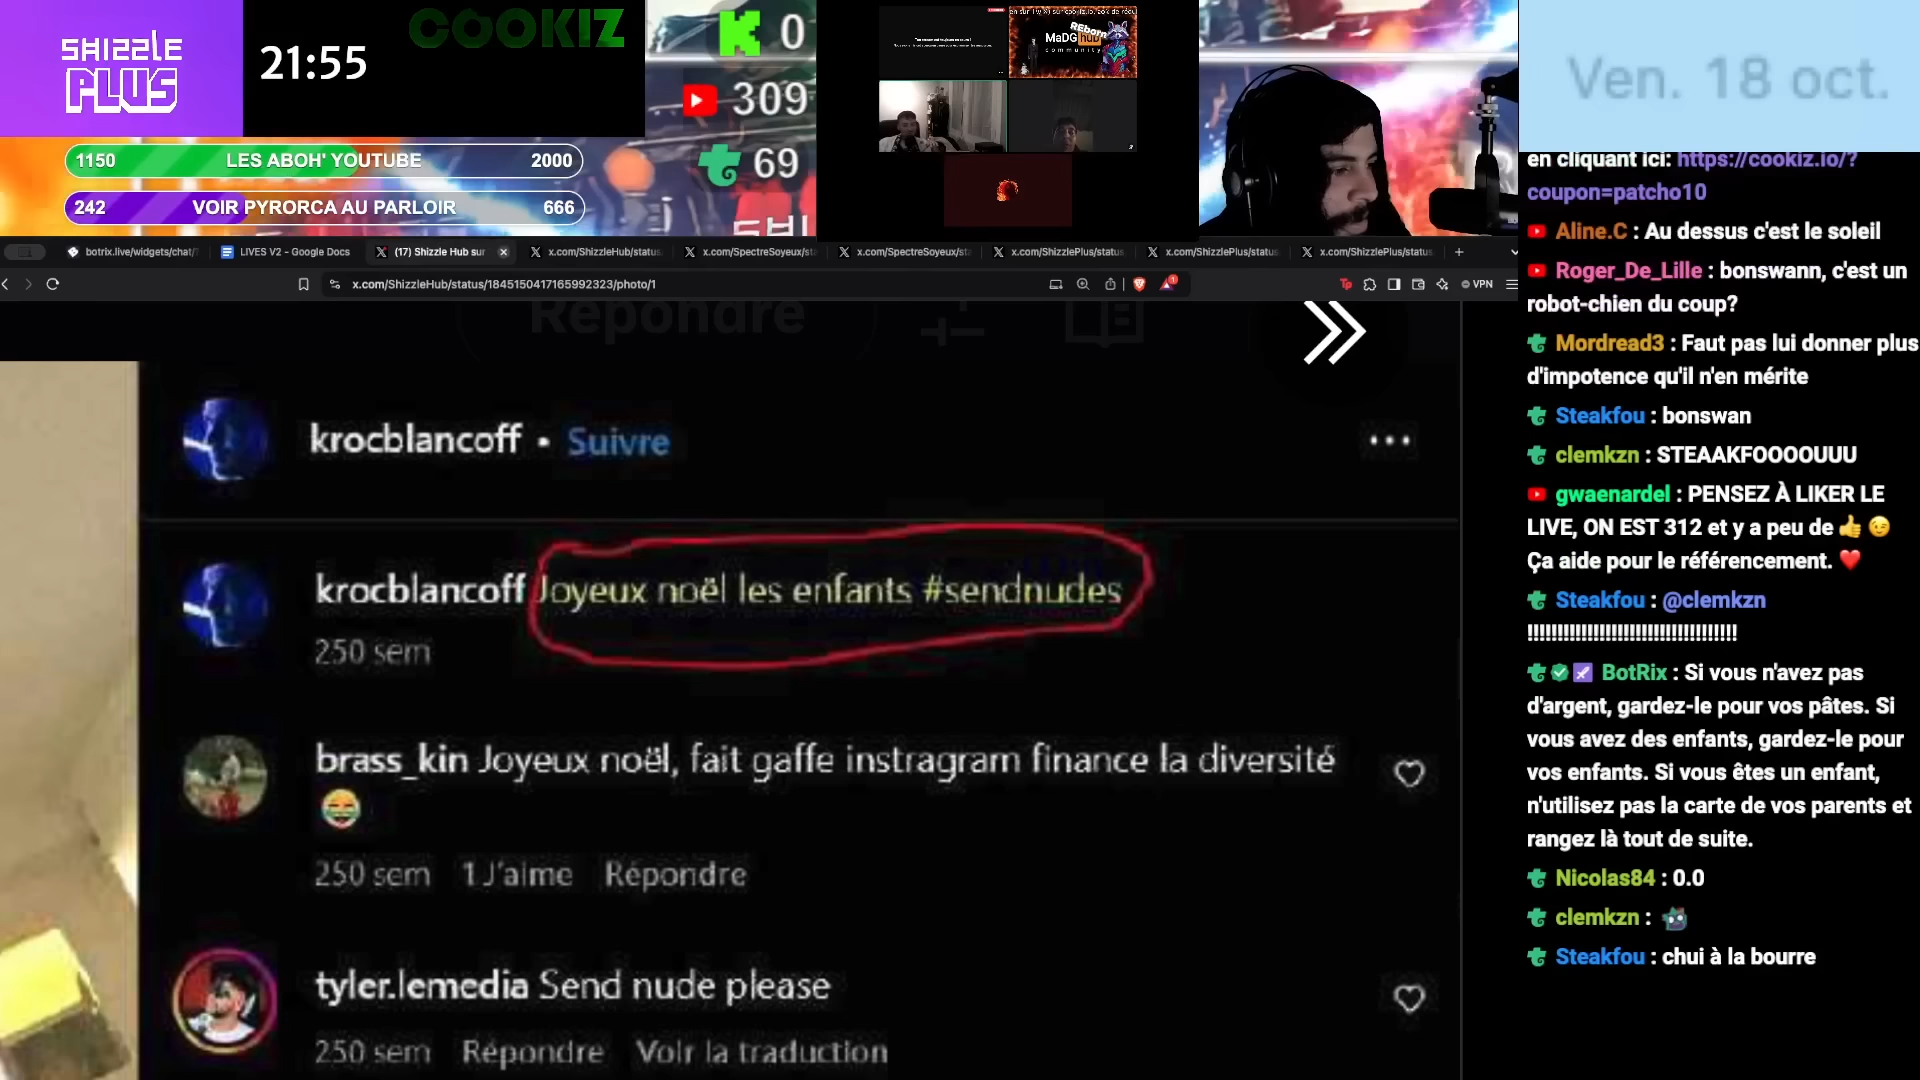 SHIZZLE
PLUS
21:55
COOKIZ
0
309
69
1150 LES ABOH' YOUTUBE 2000
242 VOIR PYRORCA AU PARLOIR 666
REborn
MaDG hub
community
Ven. 18 oct.
botrix.live/widgets/chat/
LIVES V2 - Google Docs
(17) Shizzle Hub sur
x.com/ShizzleHub/status
x.com/SpectreSoyeux/st
x.com/SpectreSoyeux/st
x.com/ShizzlePlus/status
x.com/ShizzlePlus/status
x.com/ShizzlePlus/status
x.com/ShizzleHub/status/1845150417165992323/photo/1
VPN
Répondre
krocblancoff • Suivre
krocblancoff Joyeux noël les enfants #sendnudes
250 sem
brass_kin Joyeux noël, fait gaffe instragram finance la diversité
😂
250 sem 1 J'aime Répondre
tyler.lemedia Send nude please
250 sem Répondre Voir la traduction
en cliquant ici: https://cookiz.io/?
coupon=patcho10
Aline.C : Au dessus c'est le soleil
Roger_De_Lille : bonswann, c'est un
robot-chien du coup?
Mordread3 : Faut pas lui donner plus
d'impotence qu'il n'en mérite
Steakfou : bonswan
clemkzn : STEAAKFOOOOUUU
gwaenardel : PENSEZ À LIKER LE
LIVE, ON EST 312 et y a peu de 👍 😉
Ça aide pour le référencement. ❤️
Steakfou : @clemkzn
!!!!!!!!!!!!!!!!!!!!!!!!!!!!!!!!!!!
BotRix : Si vous n'avez pas
d'argent, gardez-le pour vos pâtes. Si
vous avez des enfants, gardez-le pour
vos enfants. Si vous êtes un enfant,
n'utilisez pas la carte de vos parents et
rangez là tout de suite.
Nicolas84 : 0.0
clemkzn :
Steakfou : chui à la bourre